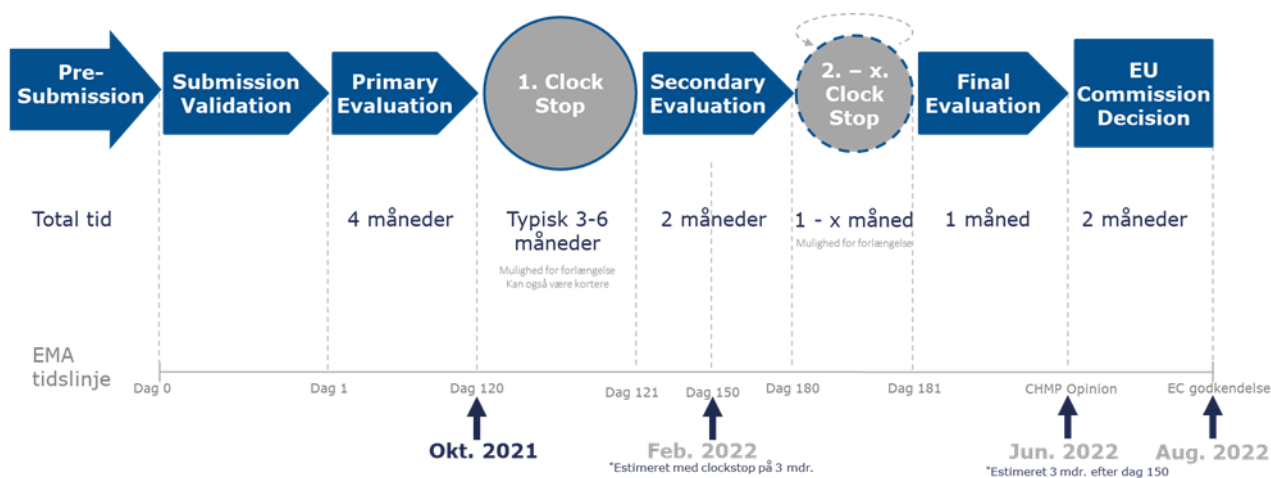 Pre-
Submission
Submission
Validation
Primary
Evaluation
1. Clock
Stop
Secondary
Evaluation
2. – x.
Clock
Stop
Final
Evaluation
EU
Commission
Decision
Total tid
4 måneder
Typisk 3-6
måneder
Mulighed for forlængelse
Kan også være kortere
2 måneder
1 - x måned
Mulighed for forlængelse
1 måned
2 måneder
EMA
tidslinje
Dag 0
Dag 1
Dag 120
Dag 121
Dag 150
Dag 180
Dag 181
CHMP Opinion
EC godkendelse
Okt. 2021
Feb. 2022
*Estimeret med clockstop på 3 mdr.
Jun. 2022
*Estimeret 3 mdr. efter dag 150
Aug. 2022